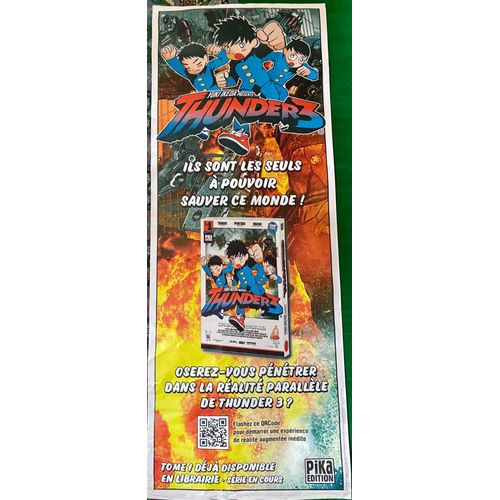 YUKI IKEDA PRESENTS
THUNDER3
ILS SONT LES SEULS
À POUVOIR
SAUVER CE MONDE !
THUNDER3
OSEREZ-VOUS PÉNÉTRER
DANS LA RÉALITÉ PARALLÈLE
DE THUNDER 3 ?
Flashez ce QRCode
pour démarrer une expérience
de réalité augmentée inédite
TOME 1 DÉJÀ DISPONIBLE
EN LIBRAIRIE - SÉRIE EN COURS
PIKA
EDITION